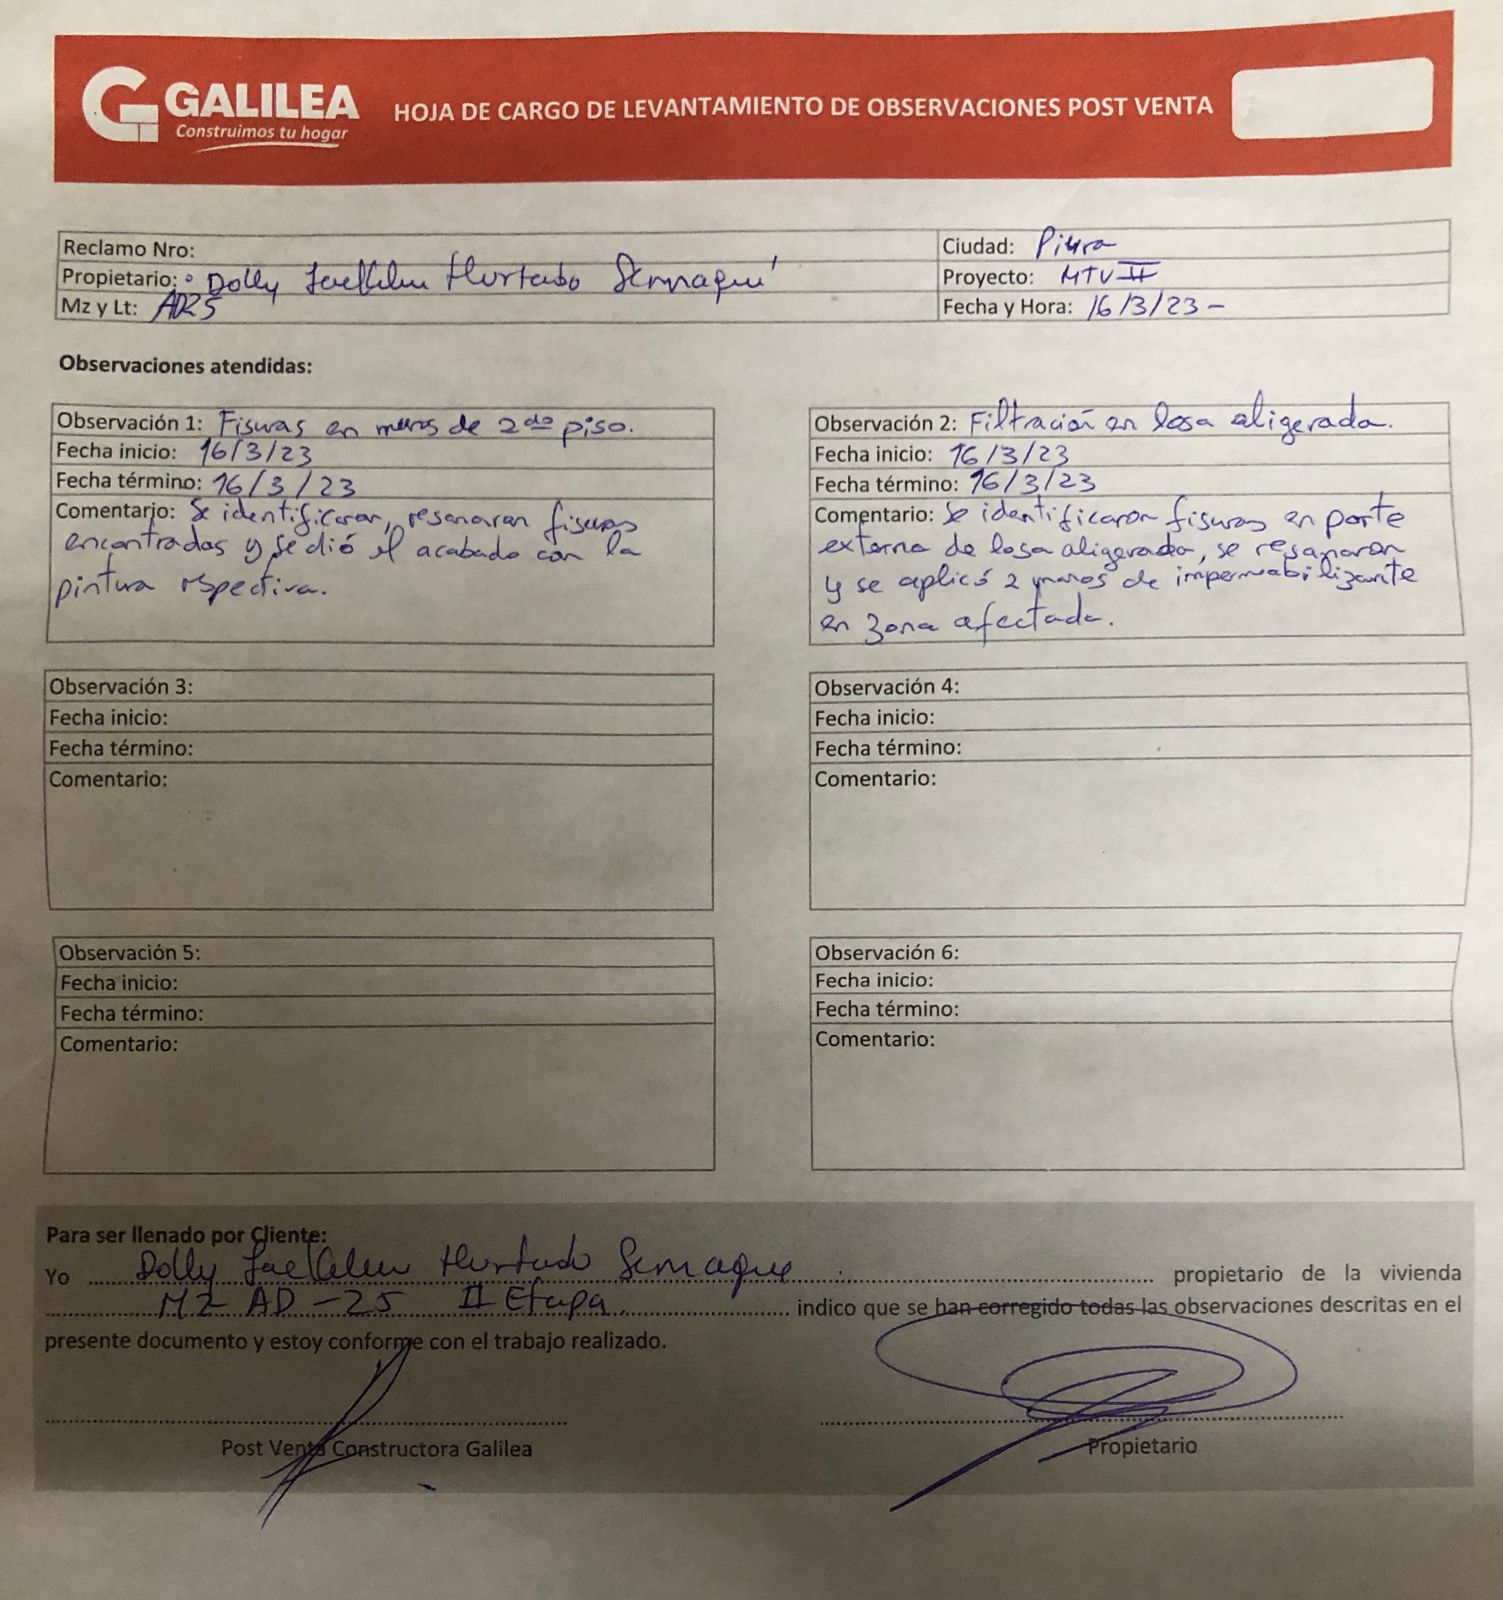 GALILEA
Construimos tu hogar
HOJA DE CARGO DE LEVANTAMIENTO DE OBSERVACIONES POST VENTA
Reclamo Nro:
Ciudad: Piura
Propietario: Dolly Jackelin Hurtado Semaqué
Proyecto: MTV II
Mz y Lt: AD25
Fecha y Hora: 16/3/23 -
Observaciones atendidas:
Observación 1: Fisuras en muros de 2do piso.
Fecha inicio: 16/3/23
Fecha término: 16/3/23
Comentario: Se identificaron, resanaron fisuras
encontradas y se dió el acabado con la
pintura respectiva.
Observación 2: Filtración en losa aligerada.
Fecha inicio: 16/3/23
Fecha término: 16/3/23
Comentario: Se identificaron fisuras en parte
externa de losa aligerada, se resanaron
y se aplicó 2 manos de impermeabilizante
en zona afectada.
Observación 3:
Fecha inicio:
Fecha término:
Comentario:
Observación 4:
Fecha inicio:
Fecha término:
Comentario:
Observación 5:
Fecha inicio:
Fecha término:
Comentario:
Observación 6:
Fecha inicio:
Fecha término:
Comentario:
Para ser llenado por Cliente:
Yo Dolly Jackelin Hurtado Semaque propietario de la vivienda
MZ AD-25 II Etapa indico que se han corregido todas las observaciones descritas en el
presente documento y estoy conforme con el trabajo realizado.
Post Venta Constructora Galilea
Propietario